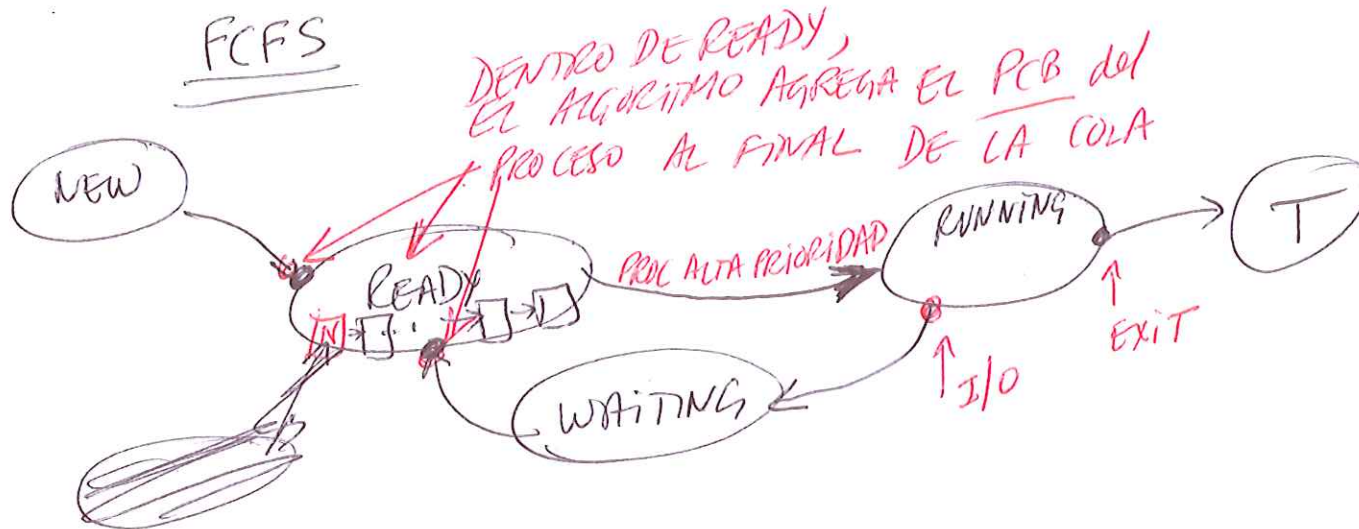 FCFS
DENTRO DE READY,
EL ALGORITMO AGREGA EL PCB del
PROCESO AL FINAL DE LA COLA
NEW
READY
N
PROC ALTA PRIORIDAD
RUNNING
T
EXIT
I/O
WAITING